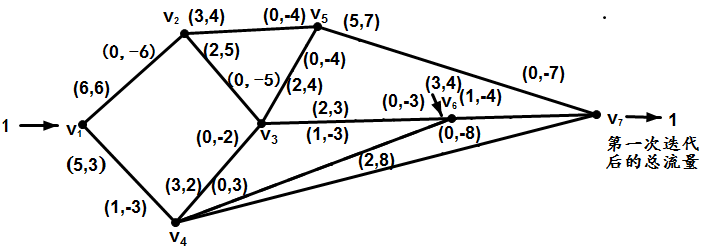 v₂ (3,4) (0,-4) v₅ (5,7)
(0,-6) (2,5) (0,-4)
(6,6) (0,-5) (2,4) (3,4) (0,-7)
(2,3) (0,-3) v₆ (1,-4)
1 v₁ v₃ (1,-3) (0,-8) v₇ 1
(5,3) (0,-2) 第一次迭代
(2,8) 后的总流量
(1,-3) (3,2) (0,3)
v₄